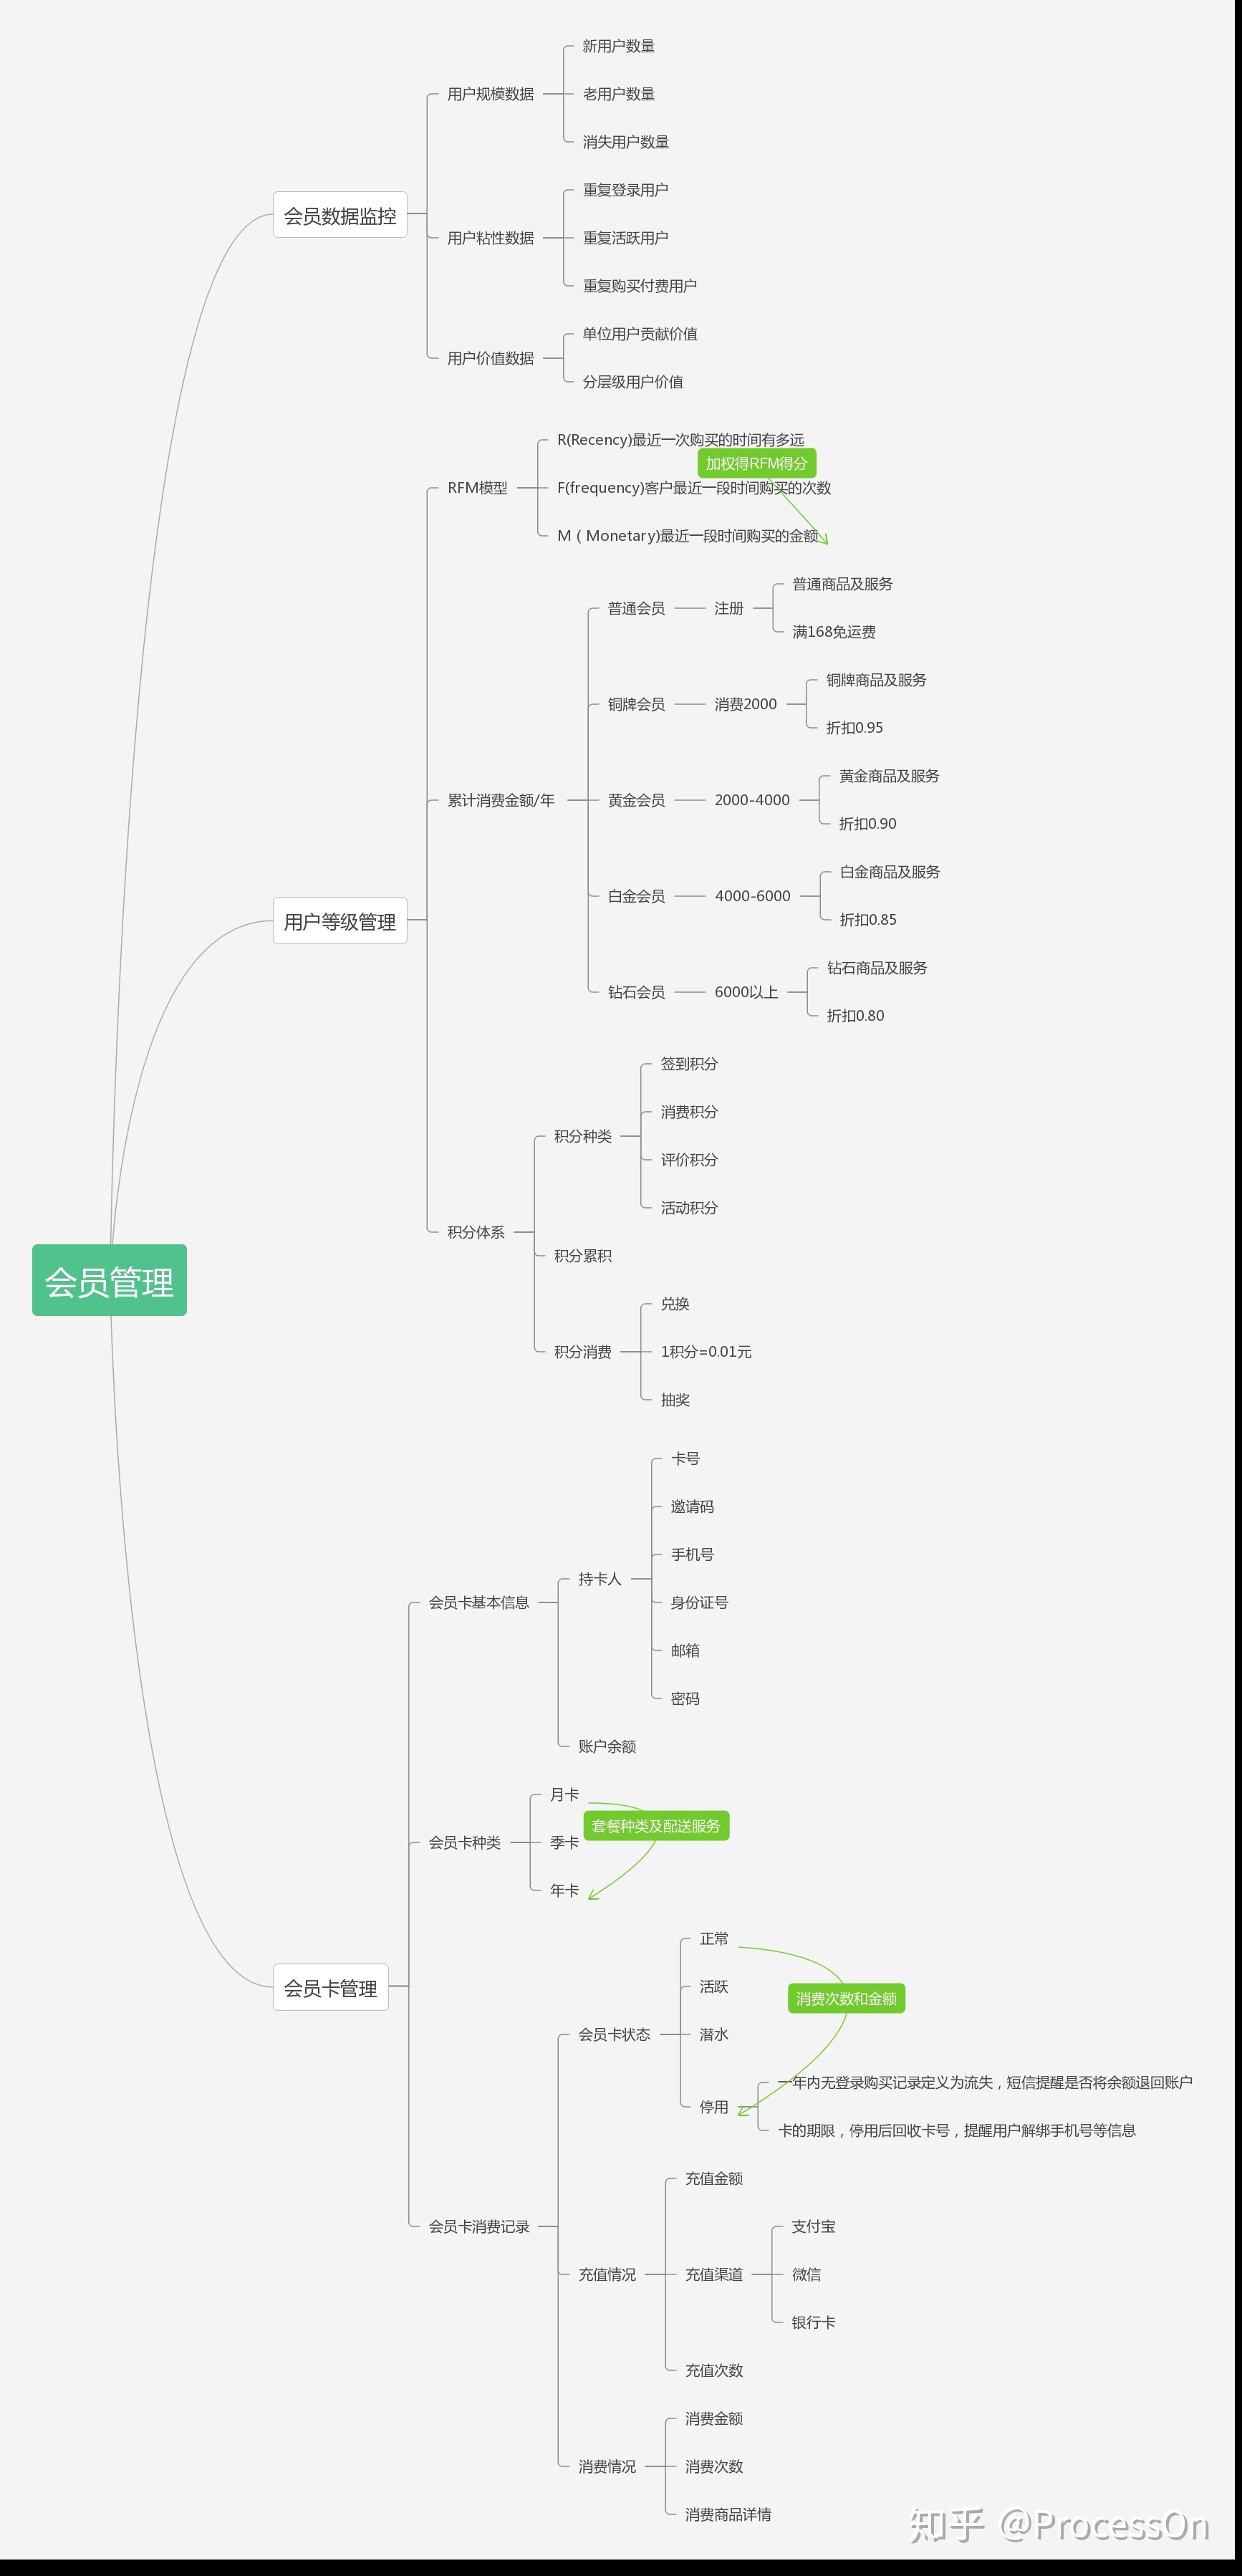 会员管理
会员数据监控
用户规模数据
新用户数量
老用户数量
消失用户数量
用户粘性数据
重复登录用户
重复活跃用户
重复购买付费用户
用户价值数据
单位用户贡献价值
分层级用户价值
用户等级管理
RFM模型
R(Recency)最近一次购买的时间有多远
加权得RFM得分
F(frequency)客户最近一段时间购买的次数
M（Monetary)最近一段时间购买的金额
累计消费金额/年
普通会员
注册
普通商品及服务
满168免运费
铜牌会员
消费2000
铜牌商品及服务
折扣0.95
黄金会员
2000-4000
黄金商品及服务
折扣0.90
白金会员
4000-6000
白金商品及服务
折扣0.85
钻石会员
6000以上
钻石商品及服务
折扣0.80
积分体系
积分种类
签到积分
消费积分
评价积分
活动积分
积分累积
积分消费
兑换
1积分=0.01元
抽奖
会员卡管理
会员卡基本信息
持卡人
卡号
邀请码
手机号
身份证号
邮箱
密码
账户余额
会员卡种类
月卡
套餐种类及配送服务
季卡
年卡
会员卡消费记录
会员卡状态
正常
活跃
消费次数和金额
潜水
停用
一年内无登录购买记录定义为流失，短信提醒是否将余额退回账户
卡的期限，停用后回收卡号，提醒用户解绑手机号等信息
充值情况
充值金额
充值渠道
支付宝
微信
银行卡
充值次数
消费情况
消费金额
消费次数
消费商品详情
知乎 @ProcessOn